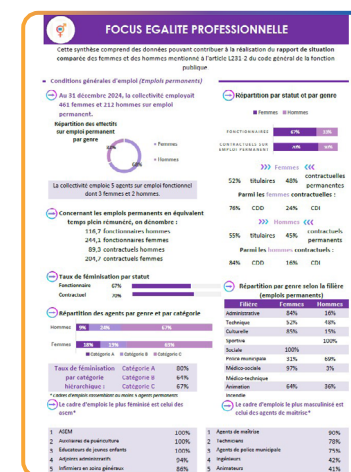 FOCUS EGALITE PROFESSIONNELLE
Cette synthèse comprend des données pouvant contribuer à la réalisation du rapport de situation
comparée des femmes et des hommes mentionné à l'article L231-2 du code général de la fonction
publique
Conditions générales d'emploi (Emplois permanents)
Au 31 décembre 2024, la collectivité employait
461 femmes et 212 hommes sur emploi
permanent.
Répartition des effectifs
sur emploi permanent
par genre
Femmes
Hommes
La collectivité emploie 5 agents sur emploi fonctionnel
dont 3 femmes et 2 hommes.
Concernant les emplois permanents en équivalent
temps plein rémunéré, on dénombre :
116,7 fonctionnaires hommes
244,1 fonctionnaires femmes
89,3 contractuels hommes
204,7 contractuels femmes
Taux de féminisation par statut
Fonctionnaire 67%
Contractuel 70%
Répartition des agents par genre et par catégorie
Hommes 9% 24% 67%
Femmes 18% 19% 63%
Catégorie A Catégorie B Catégorie C
Taux de féminisation Catégorie A 80%
par catégorie Catégorie B 64%
hiérarchique : Catégorie C 67%
* cadres d'emplois rassemblant au moins 5 agents permanents
Le cadre d'emplois le plus féminisé est celui des
asem*
1 ASEM 100%
2 Auxiliaires de puériculture 100%
3 Educateurs de jeunes enfants 100%
4 Adjoints administratifs 94%
5 Infirmiers en soins généraux 86%
Répartition par statut et par genre
Femmes Hommes
FONCTIONNAIRES 67% 33%
CONTRACTUELS SUR
EMPLOI PERMANENT
Femmes
52% titulaires 48% contractuelles
permanentes
Parmi les femmes contractuelles :
76% CDD 24% CDI
Hommes
55% titulaires 45% contractuels
permanents
Parmi les hommes contractuels :
84% CDD 16% CDI
Répartition par genre selon la filière
(emplois permanents)
Filière Femmes Hommes
Administrative 84% 16%
Technique 52% 48%
Culturelle 85% 15%
Sportive 100%
Sociale 100%
Police municipale 31% 69%
Médico-sociale 97% 3%
Médico-technique
Animation 64% 36%
Incendie
Le cadre d'emplois le plus masculinisé est
celui des agents de maîtrise*
1 Agents de maîtrise 90%
2 Techniciens 78%
3 Agents de police municipale 75%
4 Ingénieurs 42%
5 Animateurs 41%